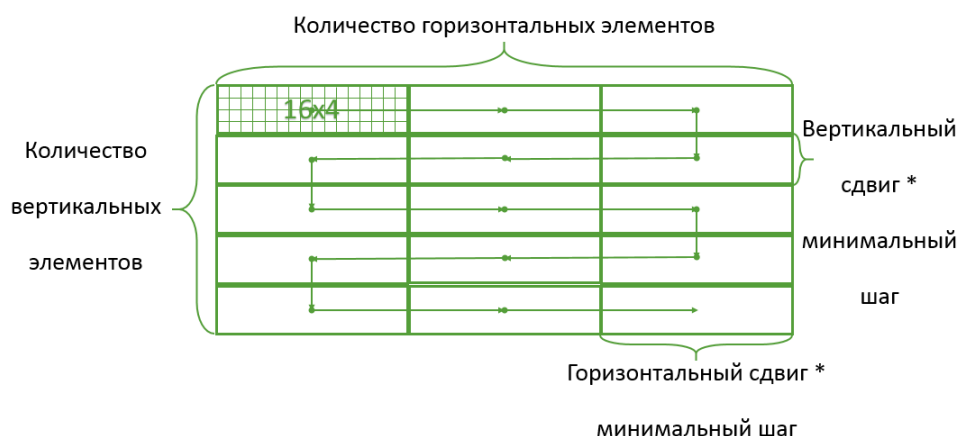 Количество горизонтальных элементов
16x4
Количество
вертикальных
элементов
Вертикальный
сдвиг *
минимальный
шаг
Горизонтальный сдвиг *
минимальный шаг